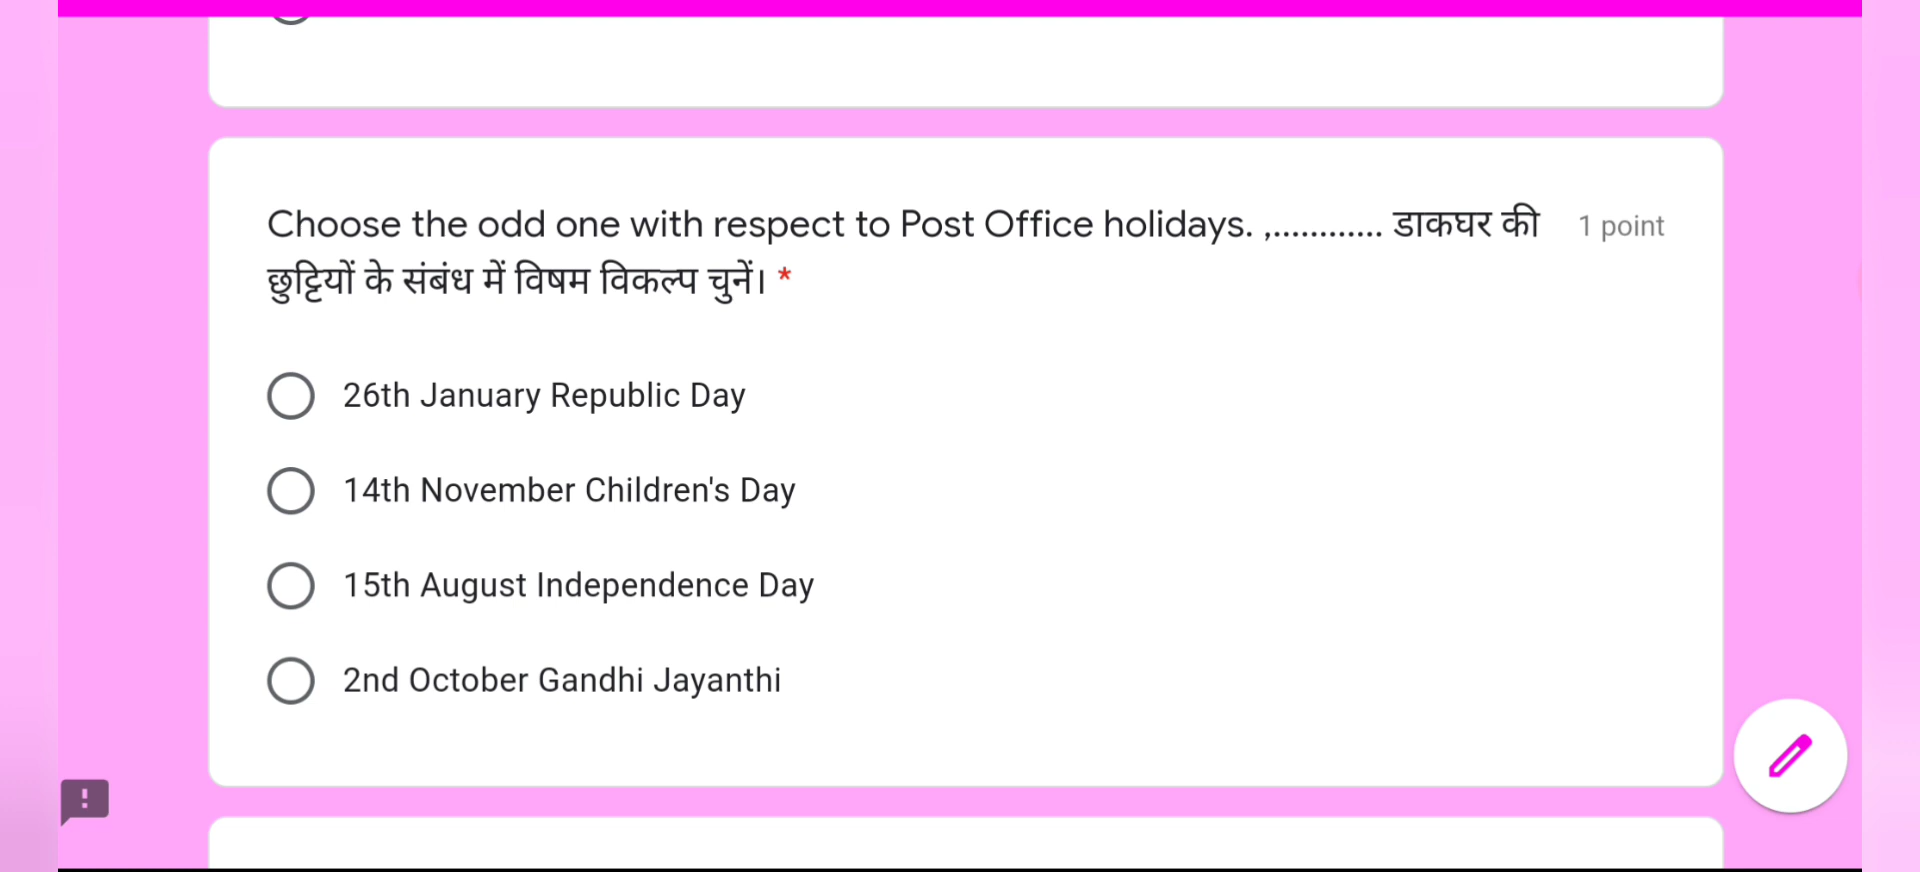 Choose the odd one with respect to Post Office holidays. ,............ डाकघर की 1 point
छुट्टियों के संबंध में विषम विकल्प चुनें। *
26th January Republic Day
14th November Children's Day
15th August Independence Day
2nd October Gandhi Jayanthi